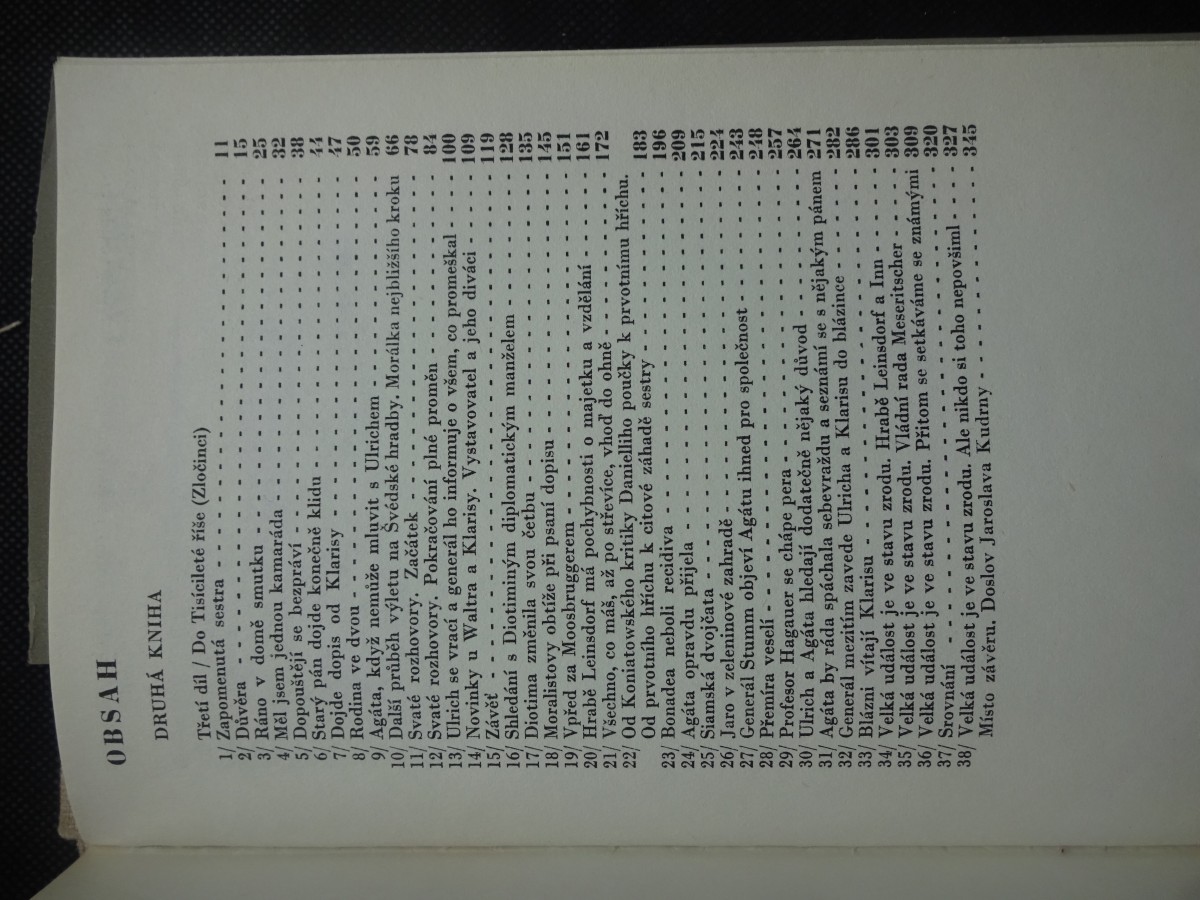 OBSAH
DRUHÁ KNIHA
Třetí díl / Do Tisícileté říše (Zločinci)
1/ Zapomenutá sestra - - - - - - - - - - - - - - - - - - - - 11
2/ Důvěra - - - - - - - - - - - - - - - - - - - - 15
3/ Ráno v domě smutku - - - - - - - - - - - - - - - - - - 25
4/ Měl jsem jednou kamaráda - - - - - - - - - - - - - - - - 32
5/ Dopouštějí se bezpráví - - - - - - - - - - - - - - - - 38
6/ Starý pán dojde konečně klidu - - - - - - - - - - - - - - 44
7/ Dojde dopis od Klarisy - - - - - - - - - - - - - - - - 47
8/ Rodina ve dvou - - - - - - - - - - - - - - - - - - 50
9/ Agáta, když nemůže mluvit s Ulrichem - - - - - - - - - - - - 59
10/ Další průběh výletu na Švédské hradby. Morálka nejbližšího kroku 66
11/ Svaté rozhovory. Začátek - - - - - - - - - - - - - - - 78
12/ Svaté rozhovory. Pokračování plné proměn - - - - - - - - - - 84
13/ Ulrich se vrací a generál ho informuje o všem, co promeškal - - - - 100
14/ Novinky u Waltra a Klarisy. Vystavovatel a jeho diváci - - - - - 109
15/ Závěť - - - - - - - - - - - - - - - - - - - - 119
16/ Shledání s Diotiminým diplomatickým manželem - - - - - - - - 128
17/ Diotima změnila svou četbu - - - - - - - - - - - - - - 135
18/ Moralistovy obtíže při psaní dopisu - - - - - - - - - - - - 145
19/ Vpřed za Moosbruggerem - - - - - - - - - - - - - - - 151
20/ Hrabě Leinsdorf má pochybnosti o majetku a vzdělání - - - - - - 161
21/ Všechno, co máš, až po střevíce, vhoď do ohně - - - - - - - - 172
22/ Od Koniatowského kritiky Danielliho poučky k prvotnímu hříchu.
Od prvotního hříchu k citové záhadě sestry - - - - - - - - - - 183
23/ Bonadea neboli recidiva - - - - - - - - - - - - - - - - 196
24/ Agáta opravdu přijela - - - - - - - - - - - - - - - - 209
25/ Siamská dvojčata - - - - - - - - - - - - - - - - - - 215
26/ Jaro v zeleninové zahradě - - - - - - - - - - - - - - - 224
27/ Generál Stumm objeví Agátu ihned pro společnost - - - - - - - - 243
28/ Přemíra veselí - - - - - - - - - - - - - - - - - - 248
29/ Profesor Hagauer se chápe pera - - - - - - - - - - - - - 257
30/ Ulrich a Agáta hledají dodatečně nějaký důvod - - - - - - - - 264
31/ Agáta by ráda spáchala sebevraždu a seznámí se s nějakým pánem 271
32/ Generál mezitím zavede Ulricha a Klarisu do blázince - - - - - - 282
33/ Blázni vítají Klarisu - - - - - - - - - - - - - - - - 286
34/ Velká událost je ve stavu zrodu. Hrabě Leinsdorf a Inn - - - - - 301
35/ Velká událost je ve stavu zrodu. Vládní rada Meseritscher - - - - 303
36/ Velká událost je ve stavu zrodu. Přitom se setkáváme se známými 309
37/ Srovnání - - - - - - - - - - - - - - - - - - - - 320
38/ Velká událost je ve stavu zrodu. Ale nikdo si toho nepovšiml - - - 327
Místo závěru. Doslov Jaroslava Kudrny - - - - - - - - - - - - 345